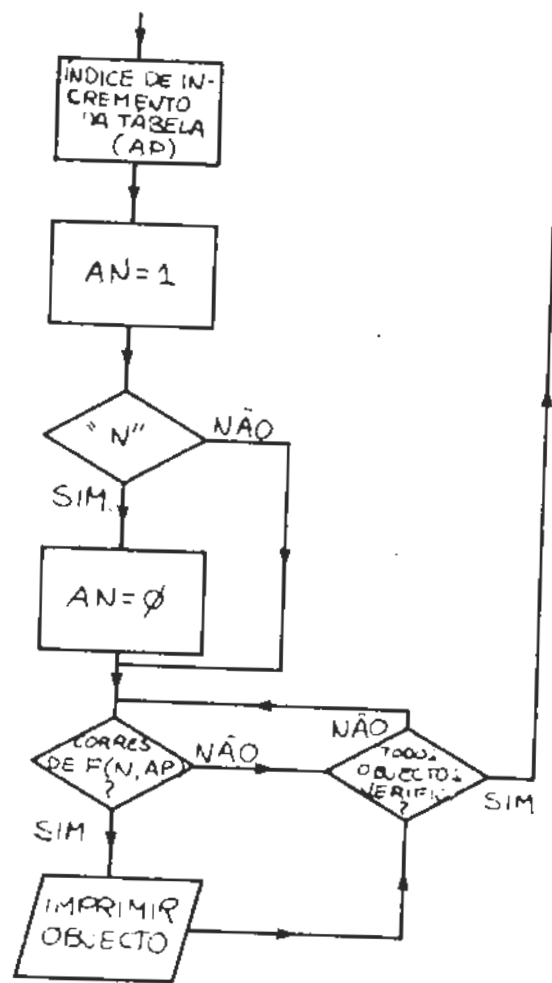 INDICE DE IN-
CREMENTO
DA TABELA
(AP)
AN=1
"N"
NÃO
SIM.
AN=Ø
CORRES
DE F(N,AP
?
NÃO
SIM
NÃO
OBJECTOS
?
SIM
IMPRIMIR
OBJECTO